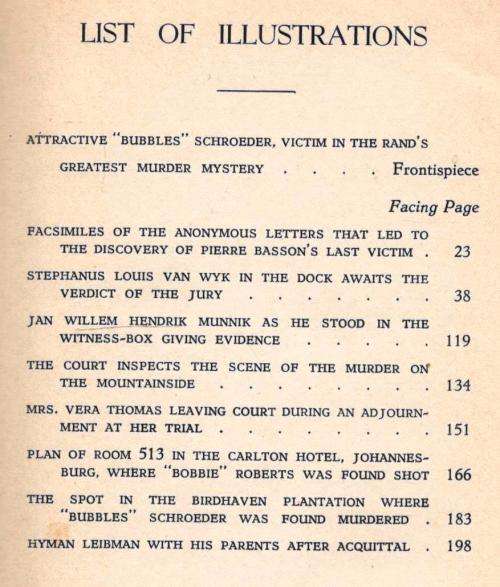 LIST OF ILLUSTRATIONS
ATTRACTIVE "BUBBLES" SCHROEDER, VICTIM IN THE RAND'S
GREATEST MURDER MYSTERY . . . . Frontispiece
Facing Page
FACSIMILES OF THE ANONYMOUS LETTERS THAT LED TO
THE DISCOVERY OF PIERRE BASSON'S LAST VICTIM . 23
STEPHANUS LOUIS VAN WYK IN THE DOCK AWAITS THE
VERDICT OF THE JURY . . . . . . . 38
JAN WILLEM HENDRIK MUNNIK AS HE STOOD IN THE
WITNESS-BOX GIVING EVIDENCE . . . . . 119
THE COURT INSPECTS THE SCENE OF THE MURDER ON
THE MOUNTAINSIDE . . . . . . . . 134
MRS. VERA THOMAS LEAVING COURT DURING AN ADJOURN-
MENT AT HER TRIAL . . . . . . . . 151
PLAN OF ROOM 513 IN THE CARLTON HOTEL, JOHANNES-
BURG, WHERE "BOBBIE" ROBERTS WAS FOUND SHOT 166
THE SPOT IN THE BIRDHAVEN PLANTATION WHERE
"BUBBLES" SCHROEDER WAS FOUND MURDERED . 183
HYMAN LEIBMAN WITH HIS PARENTS AFTER ACQUITTAL . 198